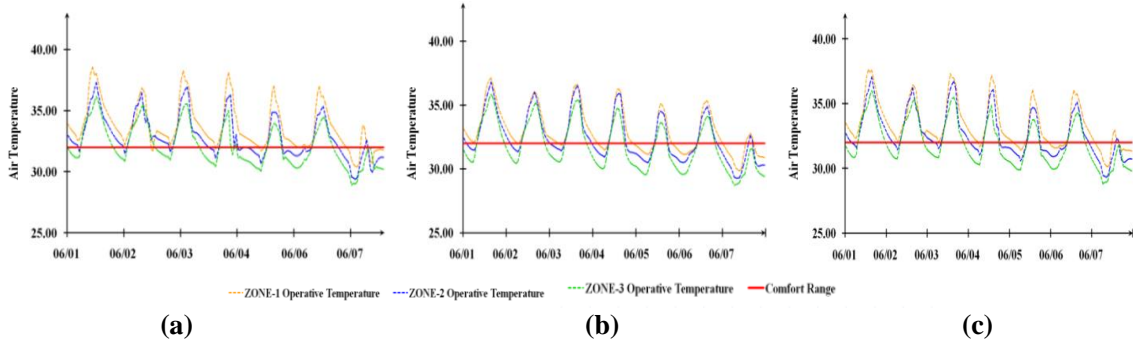 40.00
35.00
30.00
25.00
Air Temperature
06/01 06/02 06/03 06/04 06/06 06/07
40.00
35.00
30.00
25.00
Air Temperature
06/01 06/02 06/03 06/04 06/05 06/06 06/07
40.00
35.00
30.00
25.00
Air Temperature
06/01 06/02 06/03 06/04 06/05 06/06 06/07
ZONE-1 Operative Temperature ZONE-2 Operative Temperature ZONE-3 Operative Temperature Comfort Range
(a) (b) (c)